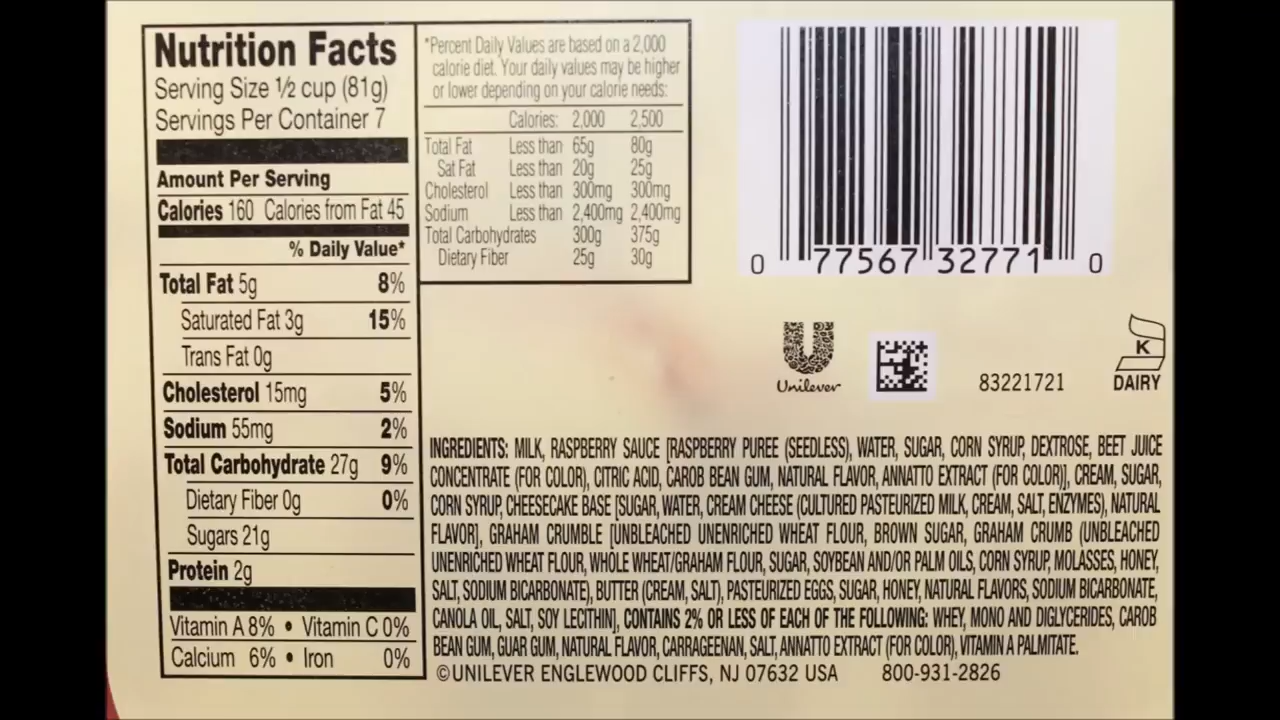 Nutrition Facts
Serving Size ½ cup (81g)
Servings Per Container 7
Amount Per Serving
Calories 160 Calories from Fat 45
% Daily Value*
Total Fat 5g 8%
Saturated Fat 3g 15%
Trans Fat 0g
Cholesterol 15mg 5%
Sodium 55mg 2%
Total Carbohydrate 27g 9%
Dietary Fiber 0g 0%
Sugars 21g
Protein 2g
Vitamin A 8% • Vitamin C 0%
Calcium 6% • Iron 0%
*Percent Daily Values are based on a 2,000
calorie diet. Your daily values may be higher
or lower depending on your calorie needs:
Calories: 2,000 2,500
Total Fat Less than 65g 80g
Sat Fat Less than 20g 25g
Cholesterol Less than 300mg 300mg
Sodium Less than 2,400mg 2,400mg
Total Carbohydrates 300g 375g
Dietary Fiber 25g 30g
0 77567 32771 0
Unilever
83221721
K
DAIRY
INGREDIENTS: MILK, RASPBERRY SAUCE [RASPBERRY PUREE (SEEDLESS), WATER, SUGAR, CORN SYRUP, DEXTROSE, BEET JUICE
CONCENTRATE (FOR COLOR), CITRIC ACID, CAROB BEAN GUM, NATURAL FLAVOR, ANNATTO EXTRACT (FOR COLOR)], CREAM, SUGAR,
CORN SYRUP, CHEESECAKE BASE [SUGAR, WATER, CREAM CHEESE (CULTURED PASTEURIZED MILK, CREAM, SALT, ENZYMES), NATURAL
FLAVOR], GRAHAM CRUMBLE [UNBLEACHED UNENRICHED WHEAT FLOUR, BROWN SUGAR, GRAHAM CRUMB (UNBLEACHED
UNENRICHED WHEAT FLOUR, WHOLE WHEAT/GRAHAM FLOUR, SUGAR, SOYBEAN AND/OR PALM OILS, CORN SYRUP, MOLASSES, HONEY,
SALT, SODIUM BICARBONATE), BUTTER (CREAM, SALT), PASTEURIZED EGGS, SUGAR, HONEY, NATURAL FLAVORS, SODIUM BICARBONATE,
CANOLA OIL, SALT, SOY LECITHIN], CONTAINS 2% OR LESS OF EACH OF THE FOLLOWING: WHEY, MONO AND DIGLYCERIDES, CAROB
BEAN GUM, GUAR GUM, NATURAL FLAVOR, CARRAGEENAN, SALT, ANNATTO EXTRACT (FOR COLOR), VITAMIN A PALMITATE.
©UNILEVER ENGLEWOOD CLIFFS, NJ 07632 USA 800-931-2826